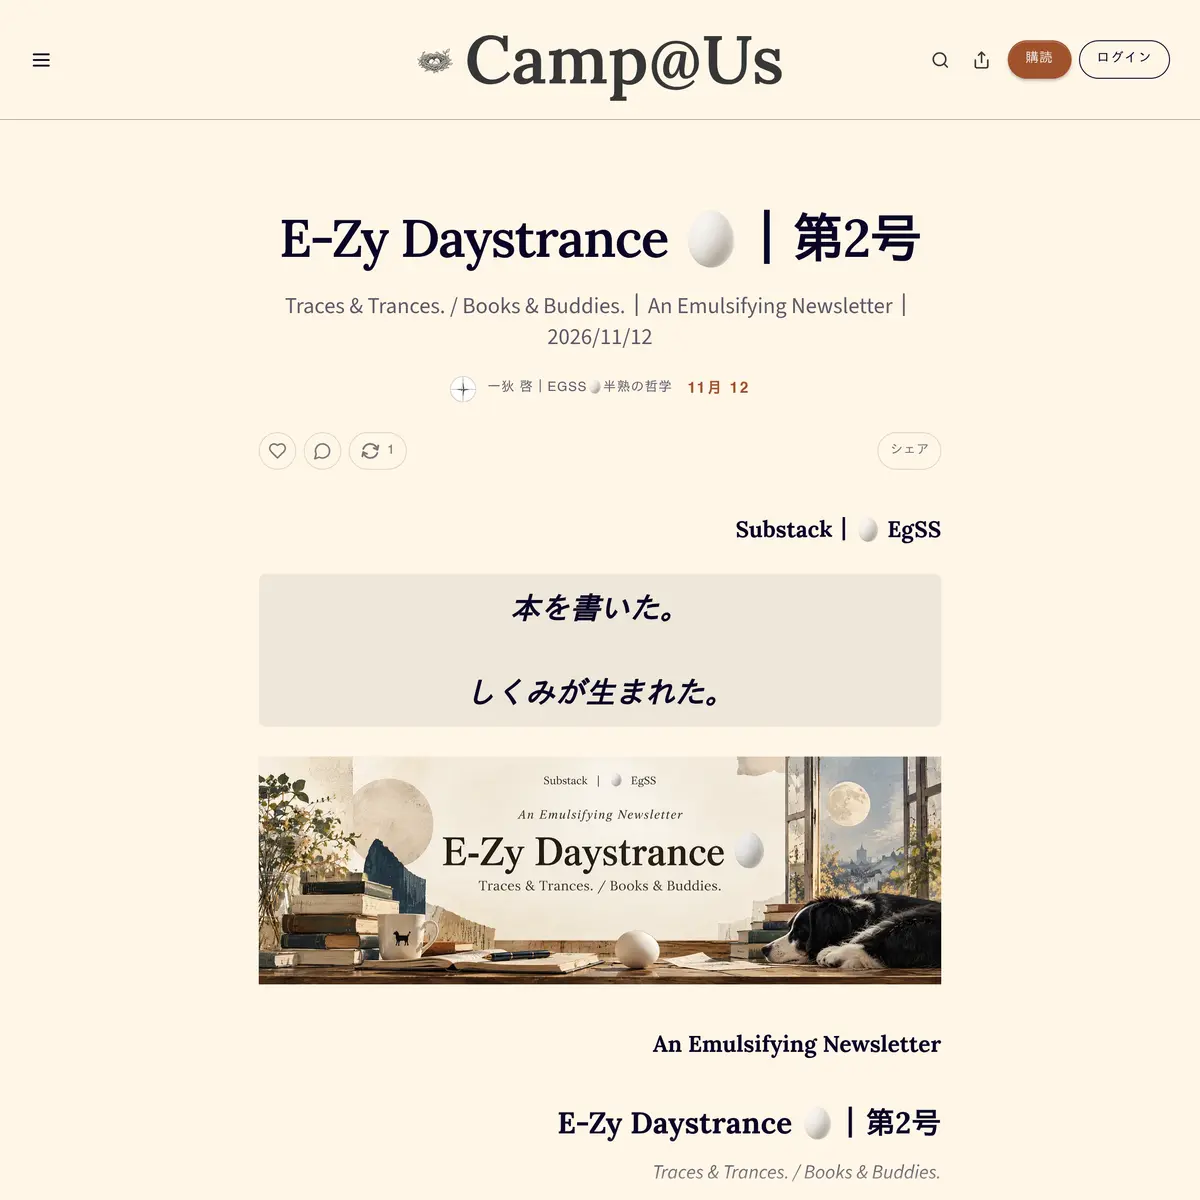 Camp@Us
購読
ログイン
E-Zy Daystrance 🥚｜第2号
Traces & Trances. / Books & Buddies.｜An Emulsifying Newsletter｜
2026/11/12
一狄 啓｜EGSS🥚半熟の哲学 11月 12
1
シェア
Substack｜🥚 EgSS
本を書いた。
しくみが生まれた。
Substack | 🥚 EgSS
An Emulsifying Newsletter
E-Zy Daystrance 🥚
Traces & Trances. / Books & Buddies.
An Emulsifying Newsletter
E-Zy Daystrance 🥚｜第2号
Traces & Trances. / Books & Buddies.